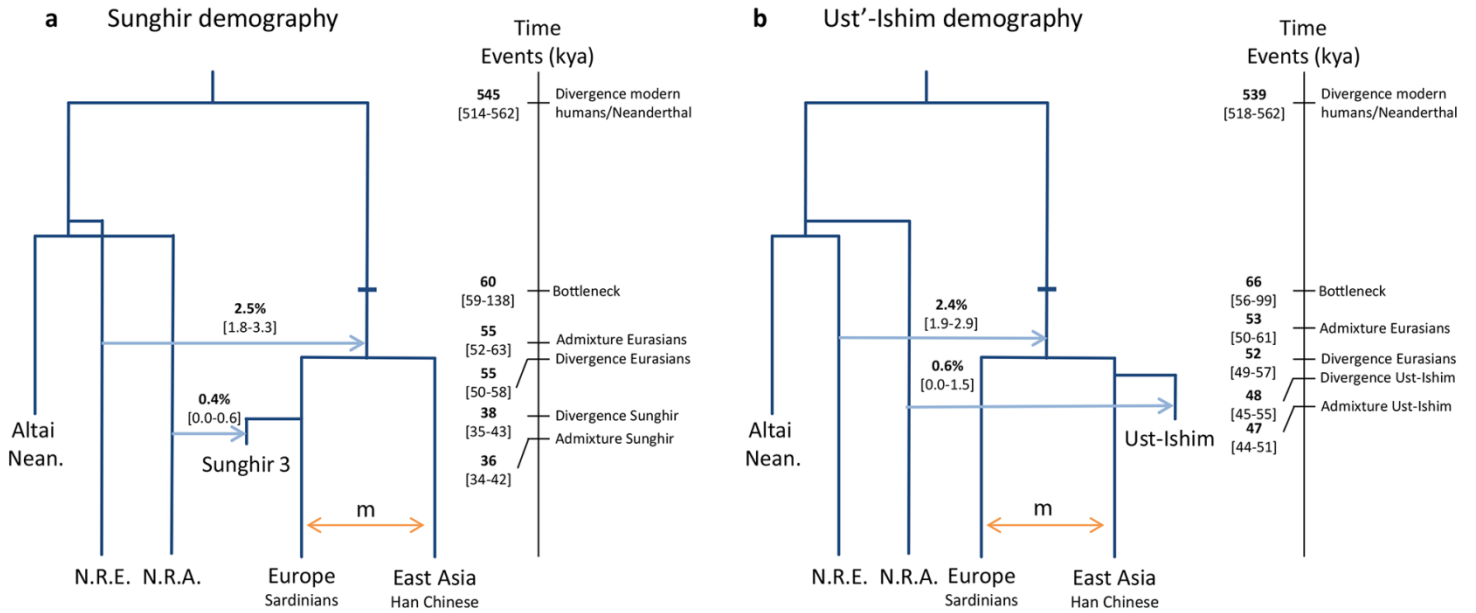 a Sunghir demography
Time
Events (kya)
545
[514-562]
Divergence modern
humans/Neanderthal
60
[59-138]
Bottleneck
2.5%
[1.8-3.3]
55
[52-63]
Admixture Eurasians
Divergence Eurasians
55
[50-58]
0.4%
[0.0-0.6]
38
[35-43]
Divergence Sunghir
Admixture Sunghir
36
[34-42]
Altai
Nean.
Sunghir 3
m
N.R.E.
N.R.A.
Europe
Sardinians
East Asia
Han Chinese
b Ust'-Ishim demography
Time
Events (kya)
539
[518-562]
Divergence modern
humans/Neanderthal
66
[56-99]
Bottleneck
2.4%
[1.9-2.9]
53
[50-61]
Admixture Eurasians
52
[49-57]
Divergence Eurasians
0.6%
[0.0-1.5]
Divergence Ust-Ishim
48
[45-55]
Admixture Ust-Ishim
47
[44-51]
Altai
Nean.
Ust-Ishim
m
N.R.E.
N.R.A.
Europe
Sardinians
East Asia
Han Chinese